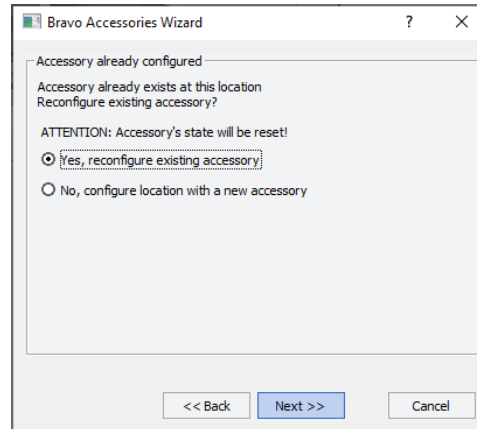 Bravo Accessories Wizard ? X
Accessory already configured
Accessory already exists at this location
Reconfigure existing accessory?
ATTENTION: Accessory's state will be reset!
Yes, reconfigure existing accessory
No, configure location with a new accessory
<< Back Next >> Cancel